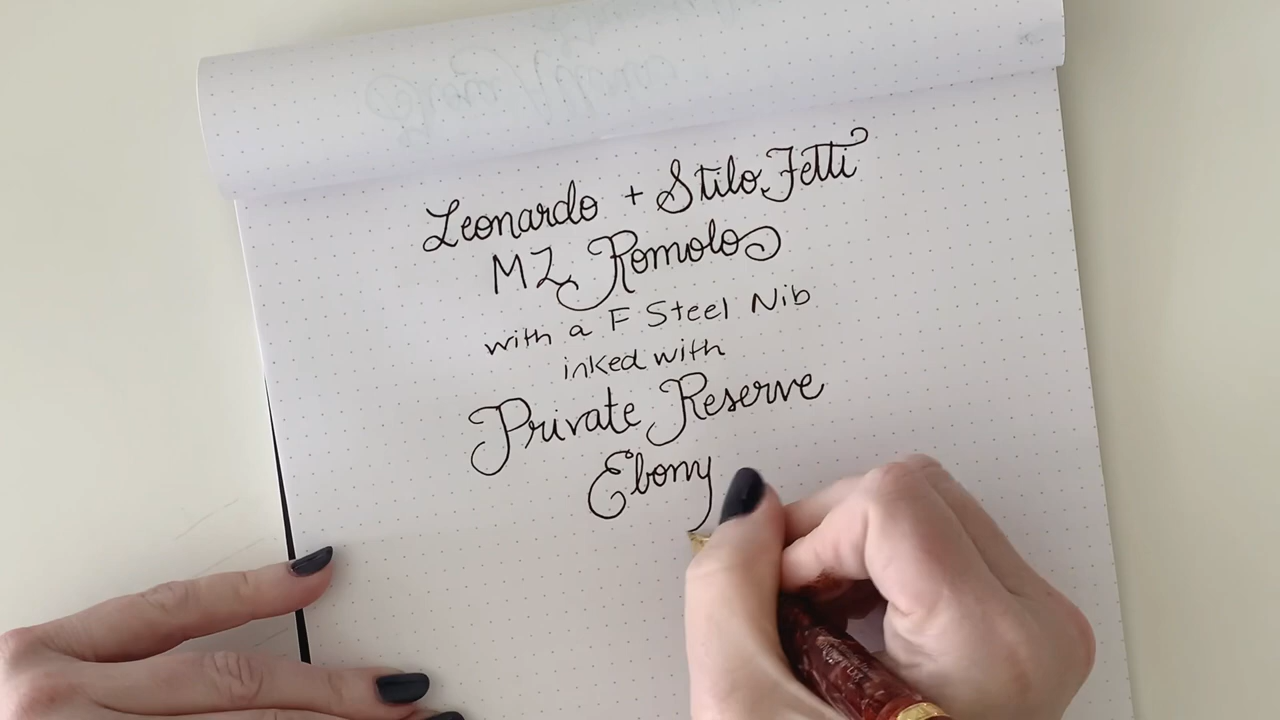 Leonardo + StiloFetti
MZ Romolo
with a F Steel Nib
inked with
Private Reserve
Ebony